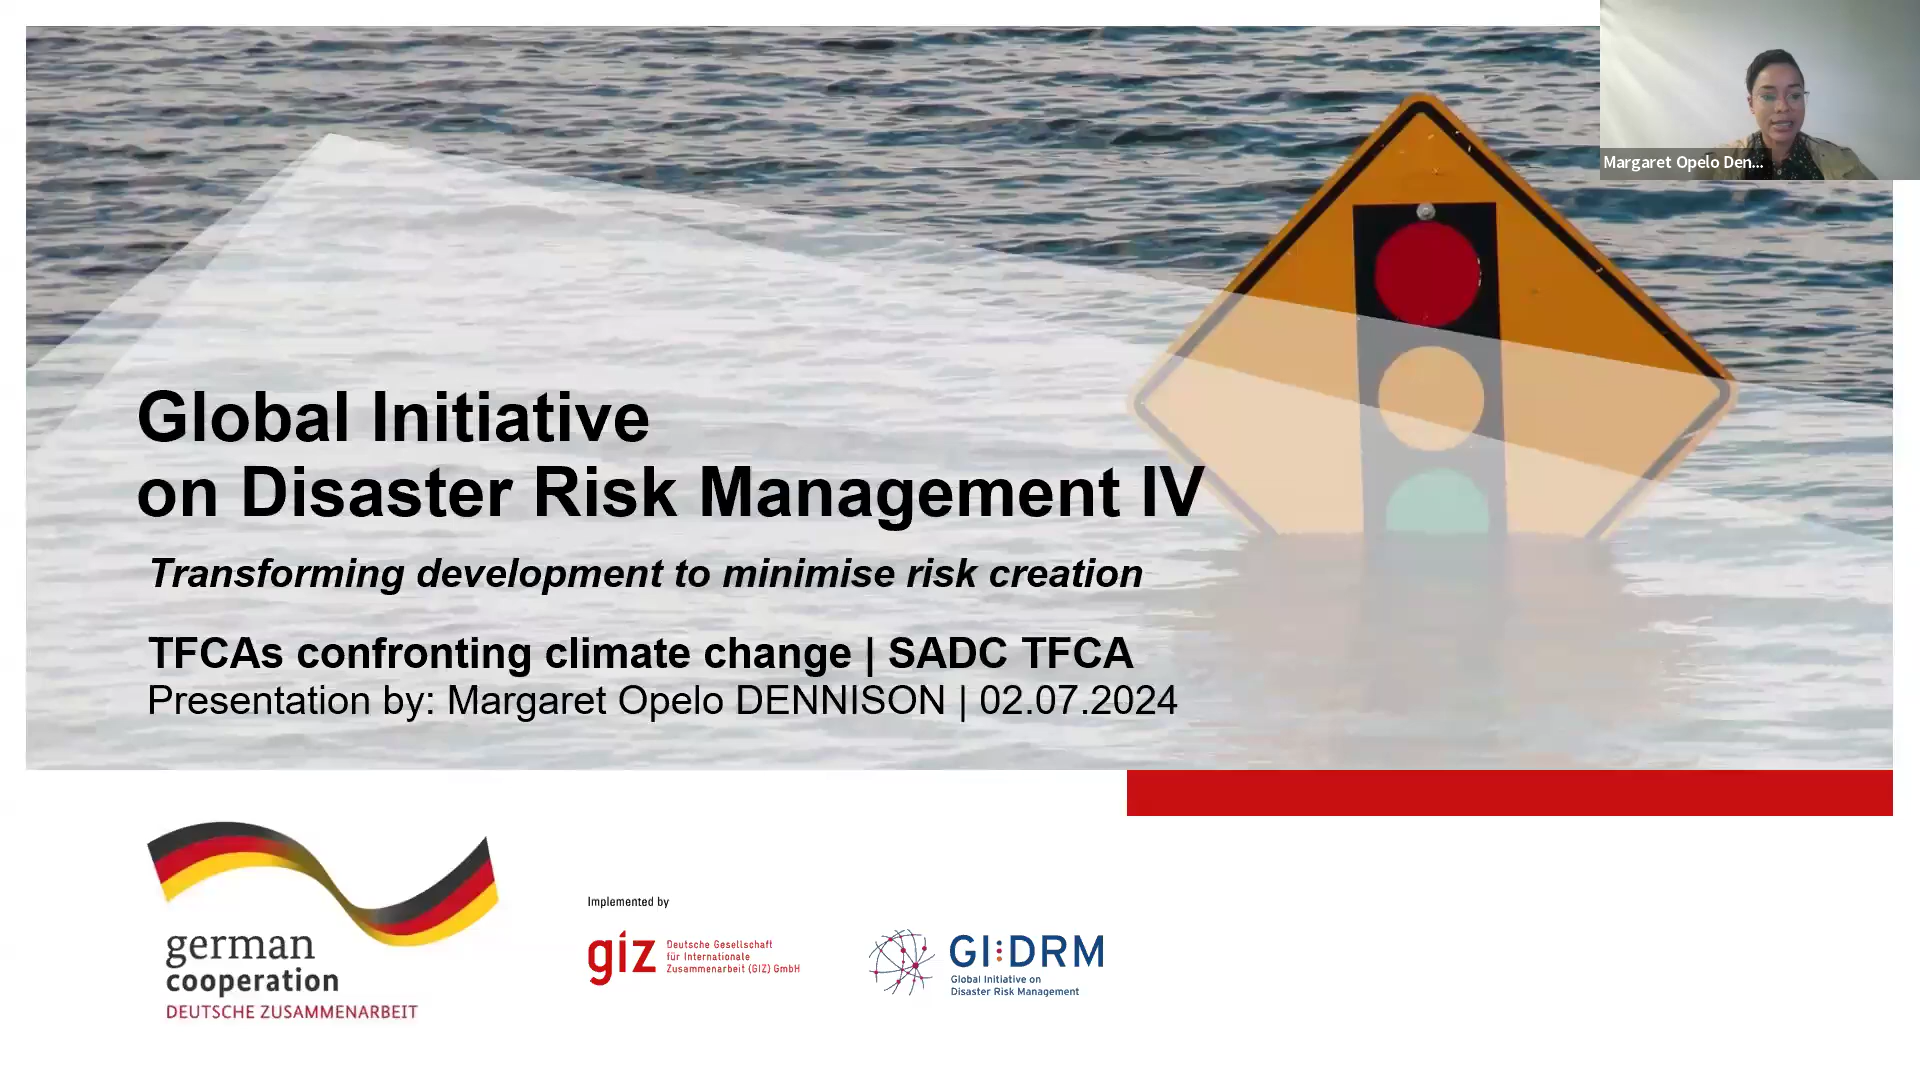 Margaret Opelo Den...
Global Initiative
on Disaster Risk Management IV
Transforming development to minimise risk creation
TFCAs confronting climate change | SADC TFCA
Presentation by: Margaret Opelo DENNISON | 02.07.2024
german
cooperation
DEUTSCHE ZUSAMMENARBEIT
Implemented by
giz
Deutsche Gesellschaft
für Internationale
Zusammenarbeit (GIZ) GmbH
GI:DRM
Global Initiative on
Disaster Risk Management